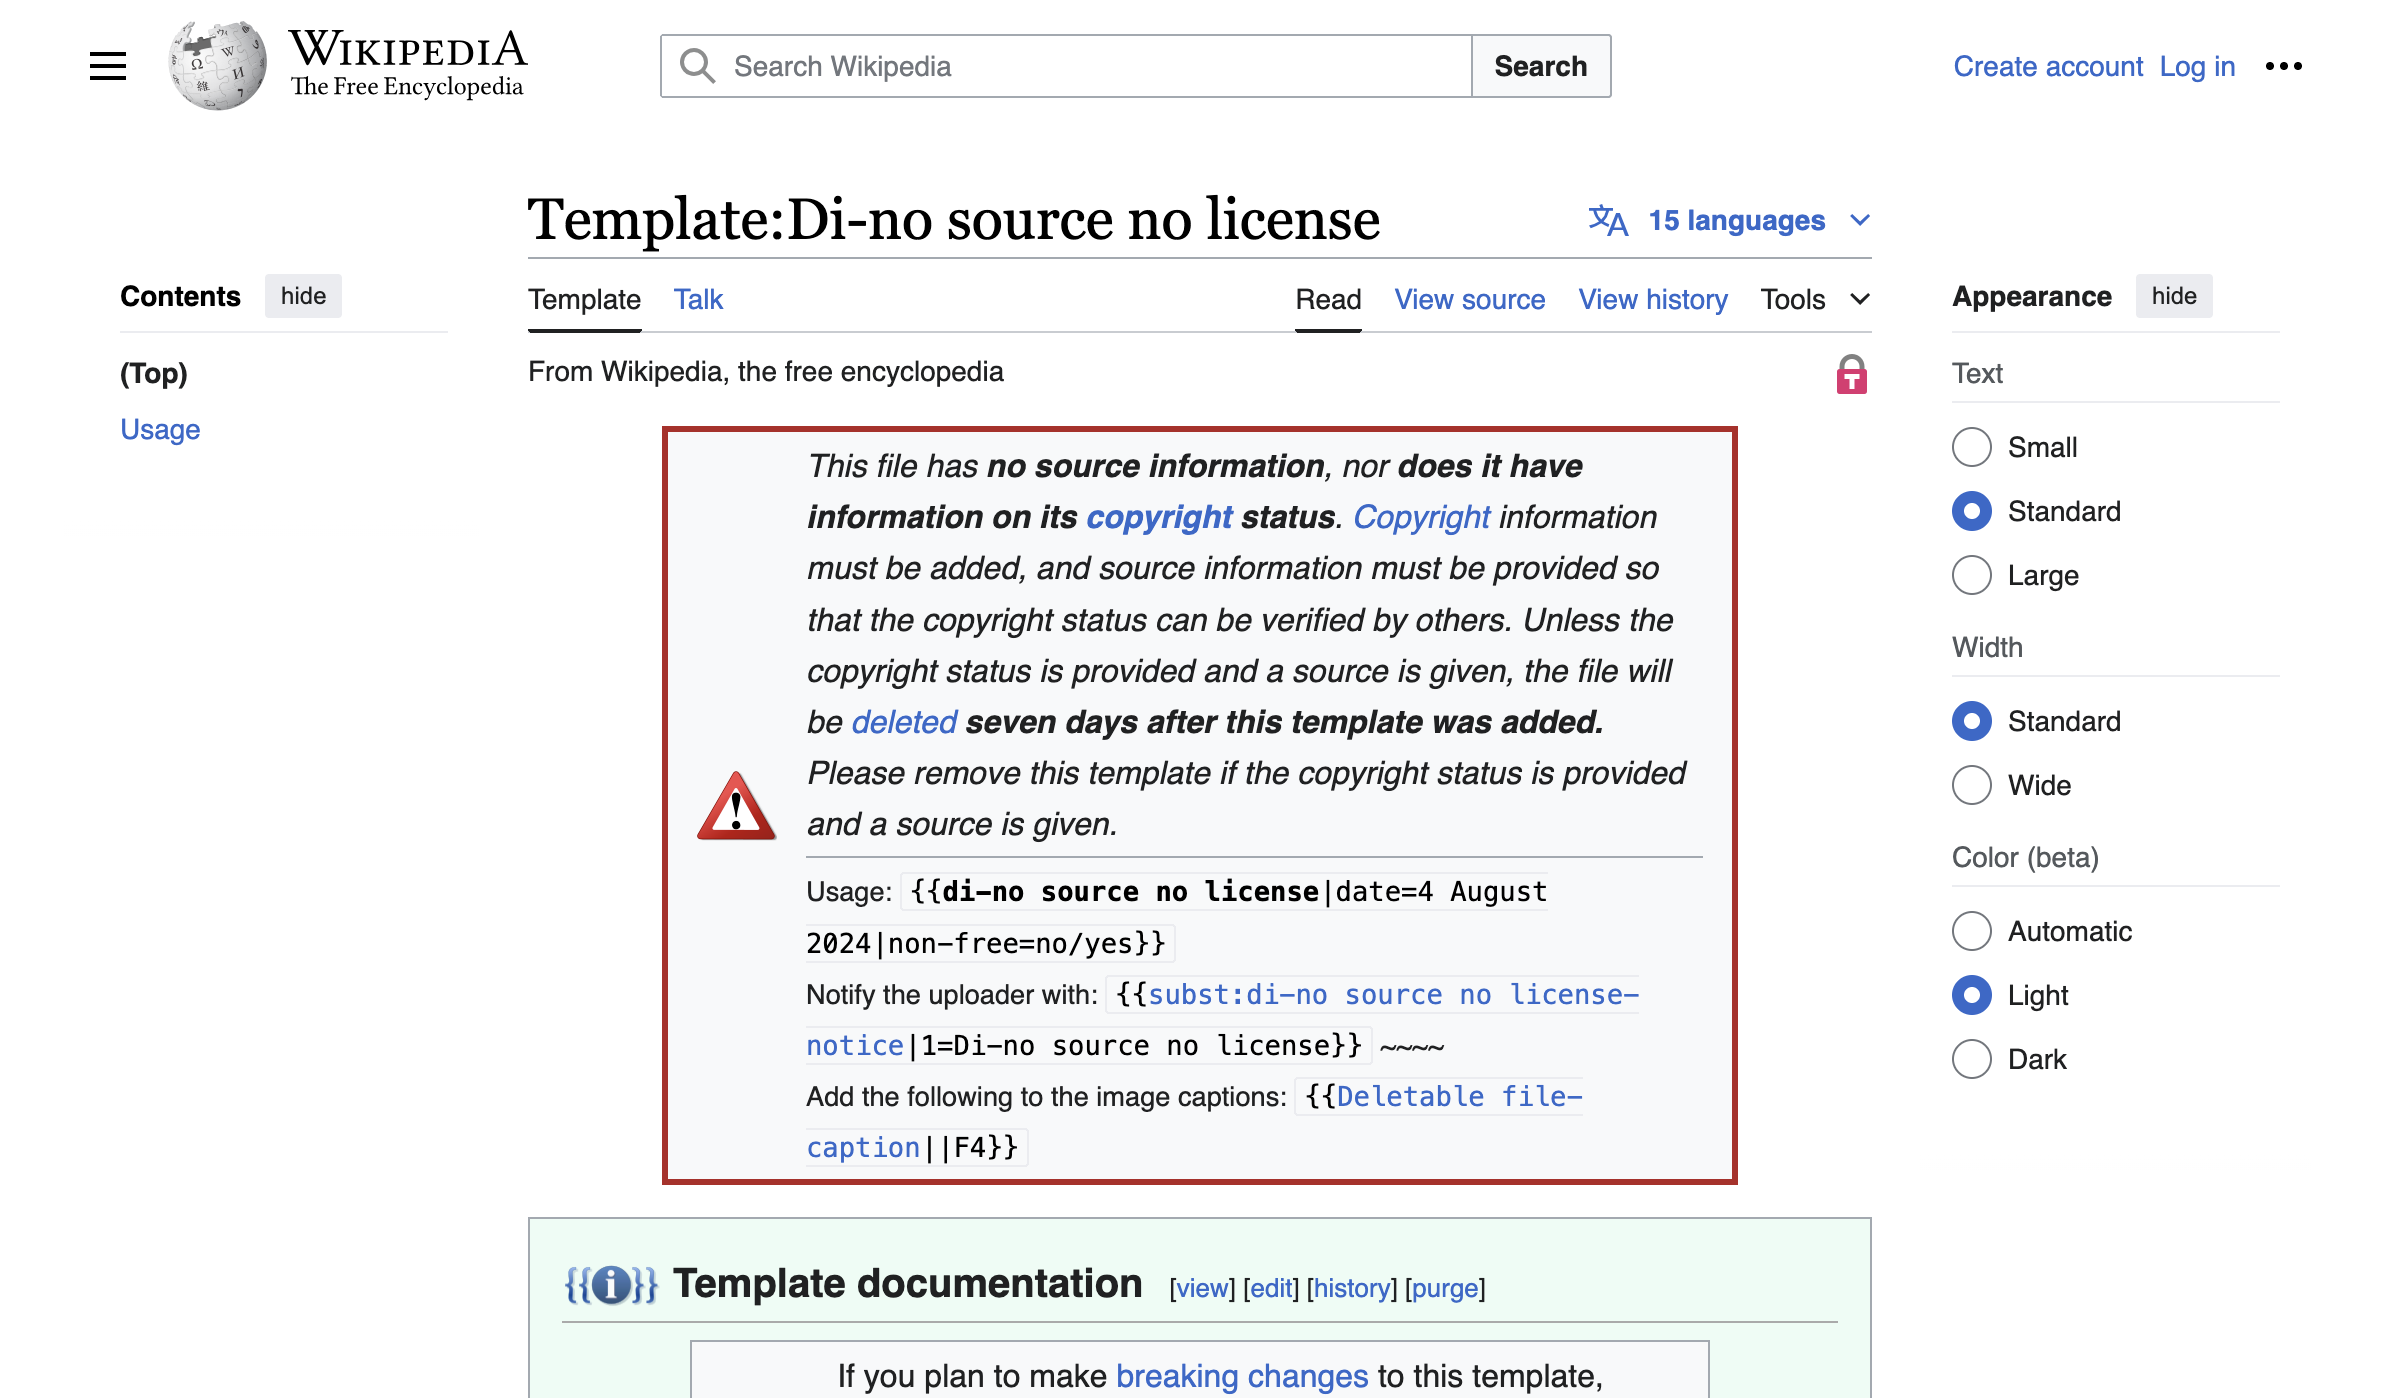 WIKIPEDIA
The Free Encyclopedia
Search Wikipedia
Search
Create account Log in
Template:Di-no source no license
15 languages
Contents hide
(Top)
Usage
Template Talk
Read View source View history Tools
From Wikipedia, the free encyclopedia
This file has no source information, nor does it have
information on its copyright status. Copyright information
must be added, and source information must be provided so
that the copyright status can be verified by others. Unless the
copyright status is provided and a source is given, the file will
be deleted seven days after this template was added.
Please remove this template if the copyright status is provided
and a source is given.
Usage: {{di-no source no license|date=4 August
2024|non-free=no/yes}}
Notify the uploader with: {{subst:di-no source no license-
notice|1=Di-no source no license}} ~~~~
Add the following to the image captions: {{Deletable file-
caption||F4}}
{{i}} Template documentation [view] [edit] [history] [purge]
If you plan to make breaking changes to this template,
Appearance hide
Text
Small
Standard
Large
Width
Standard
Wide
Color (beta)
Automatic
Light
Dark